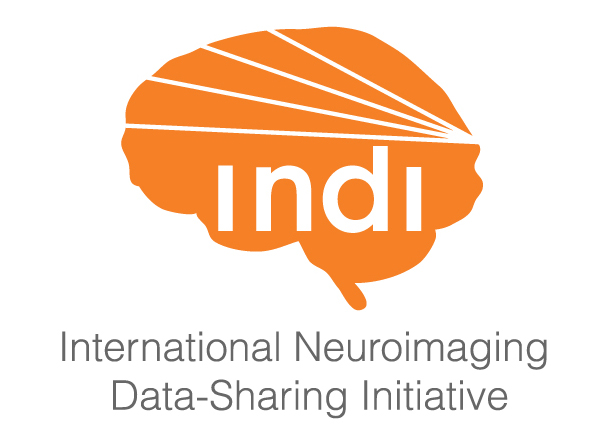 indi
International Neuroimaging
Data-Sharing Initiative